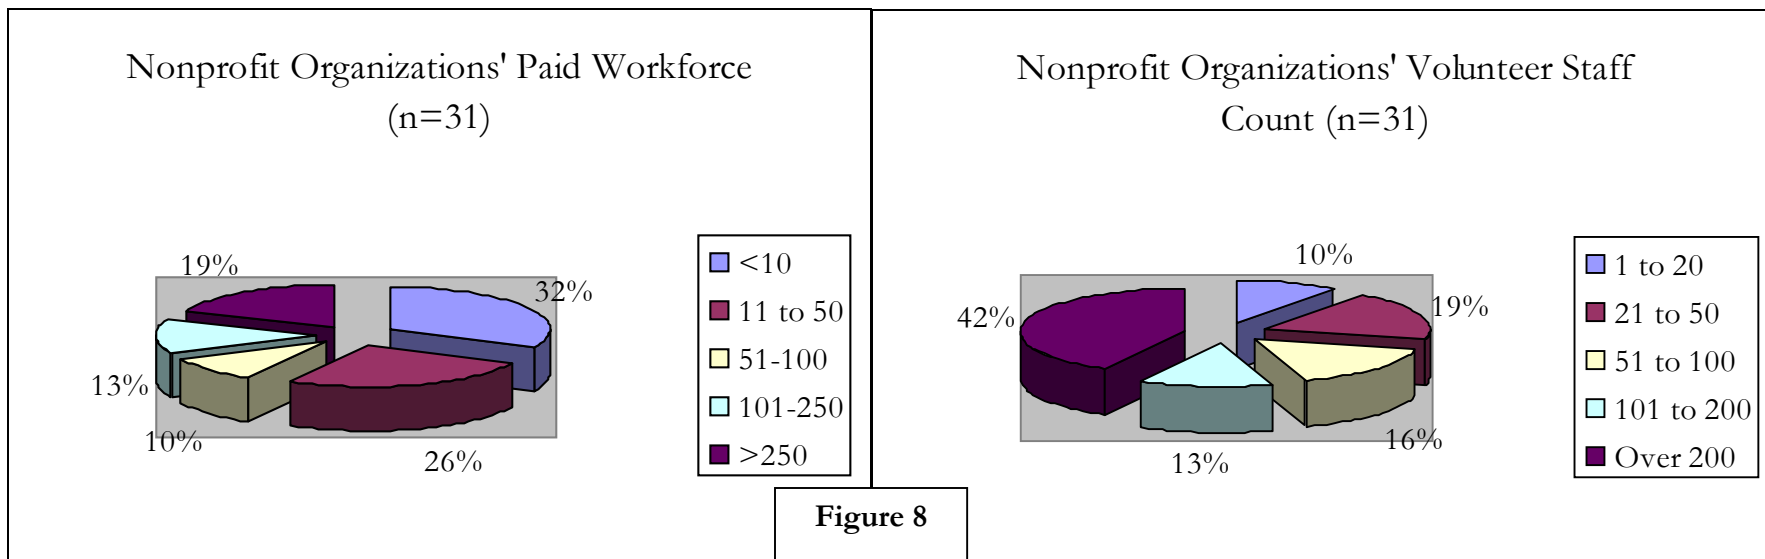 Nonprofit Organizations' Paid Workforce
(n=31)
19%
32%
13%
10%
26%
<10
11 to 50
51-100
101-250
>250
Nonprofit Organizations' Volunteer Staff
Count (n=31)
10%
42%
19%
16%
13%
1 to 20
21 to 50
51 to 100
101 to 200
Over 200
Figure 8